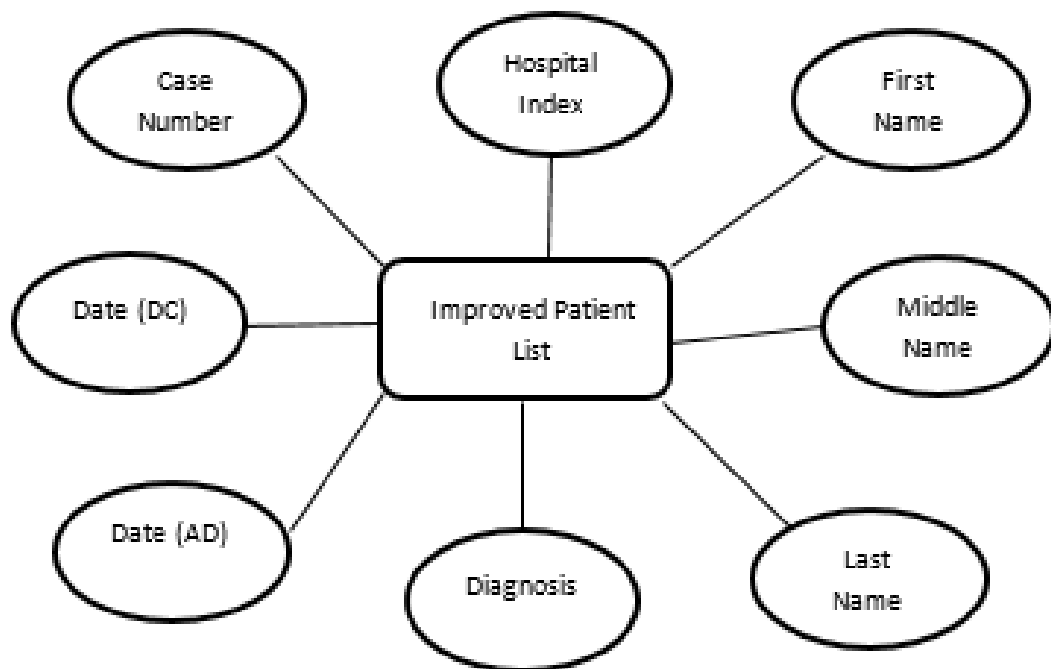 Case
Number
Hospital
Index
First
Name
Date (DC)
Improved Patient
List
Middle
Name
Date (AD)
Diagnosis
Last
Name